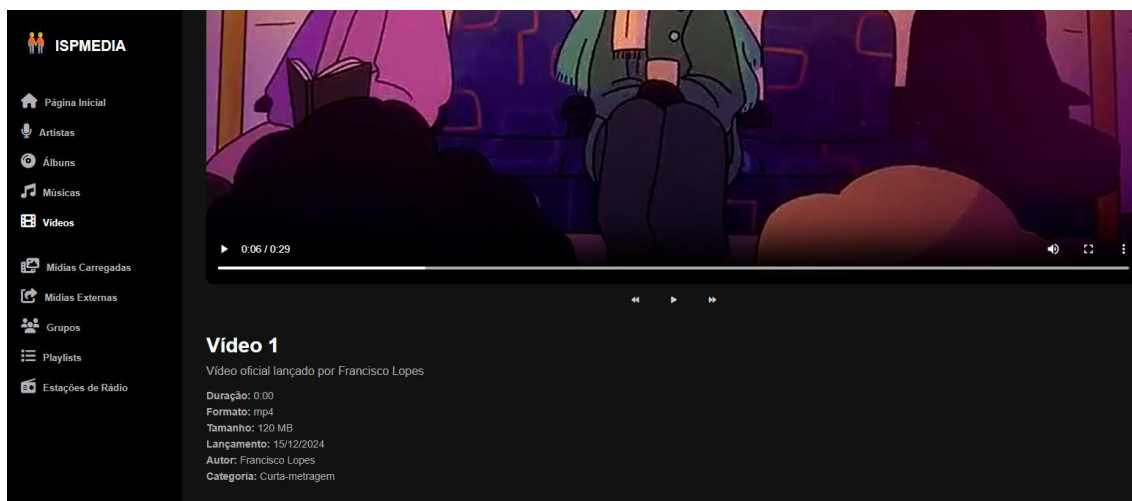 ISPMEDIA
Página Inicial
Artistas
Álbuns
Músicas
Vídeos
Mídias Carregadas
Mídias Externas
Grupos
Playlists
Estações de Rádio
0:06 / 0:29
Vídeo 1
Vídeo oficial lançado por Francisco Lopes
Duração: 0:00
Formato: mp4
Tamanho: 120 MB
Lançamento: 15/12/2024
Autor: Francisco Lopes
Categoria: Curta-metragem